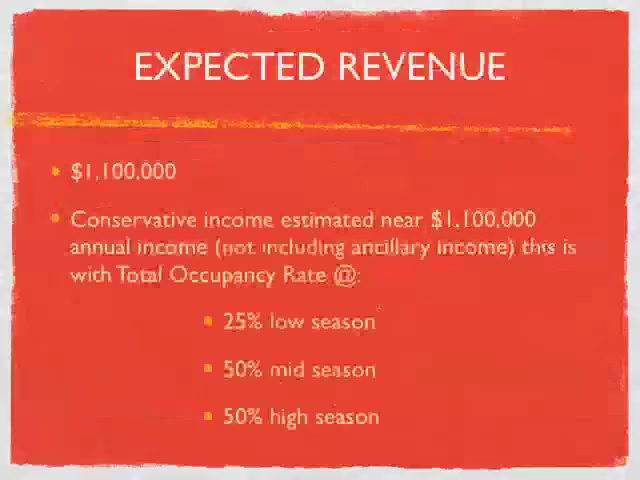 EXPECTED REVENUE
• $1,100,000
• Conservative income estimated near $1,100,000
annual income (not including ancillary income) this is
with Total Occupancy Rate @:
• 25% low season
• 50% mid season
• 50% high season